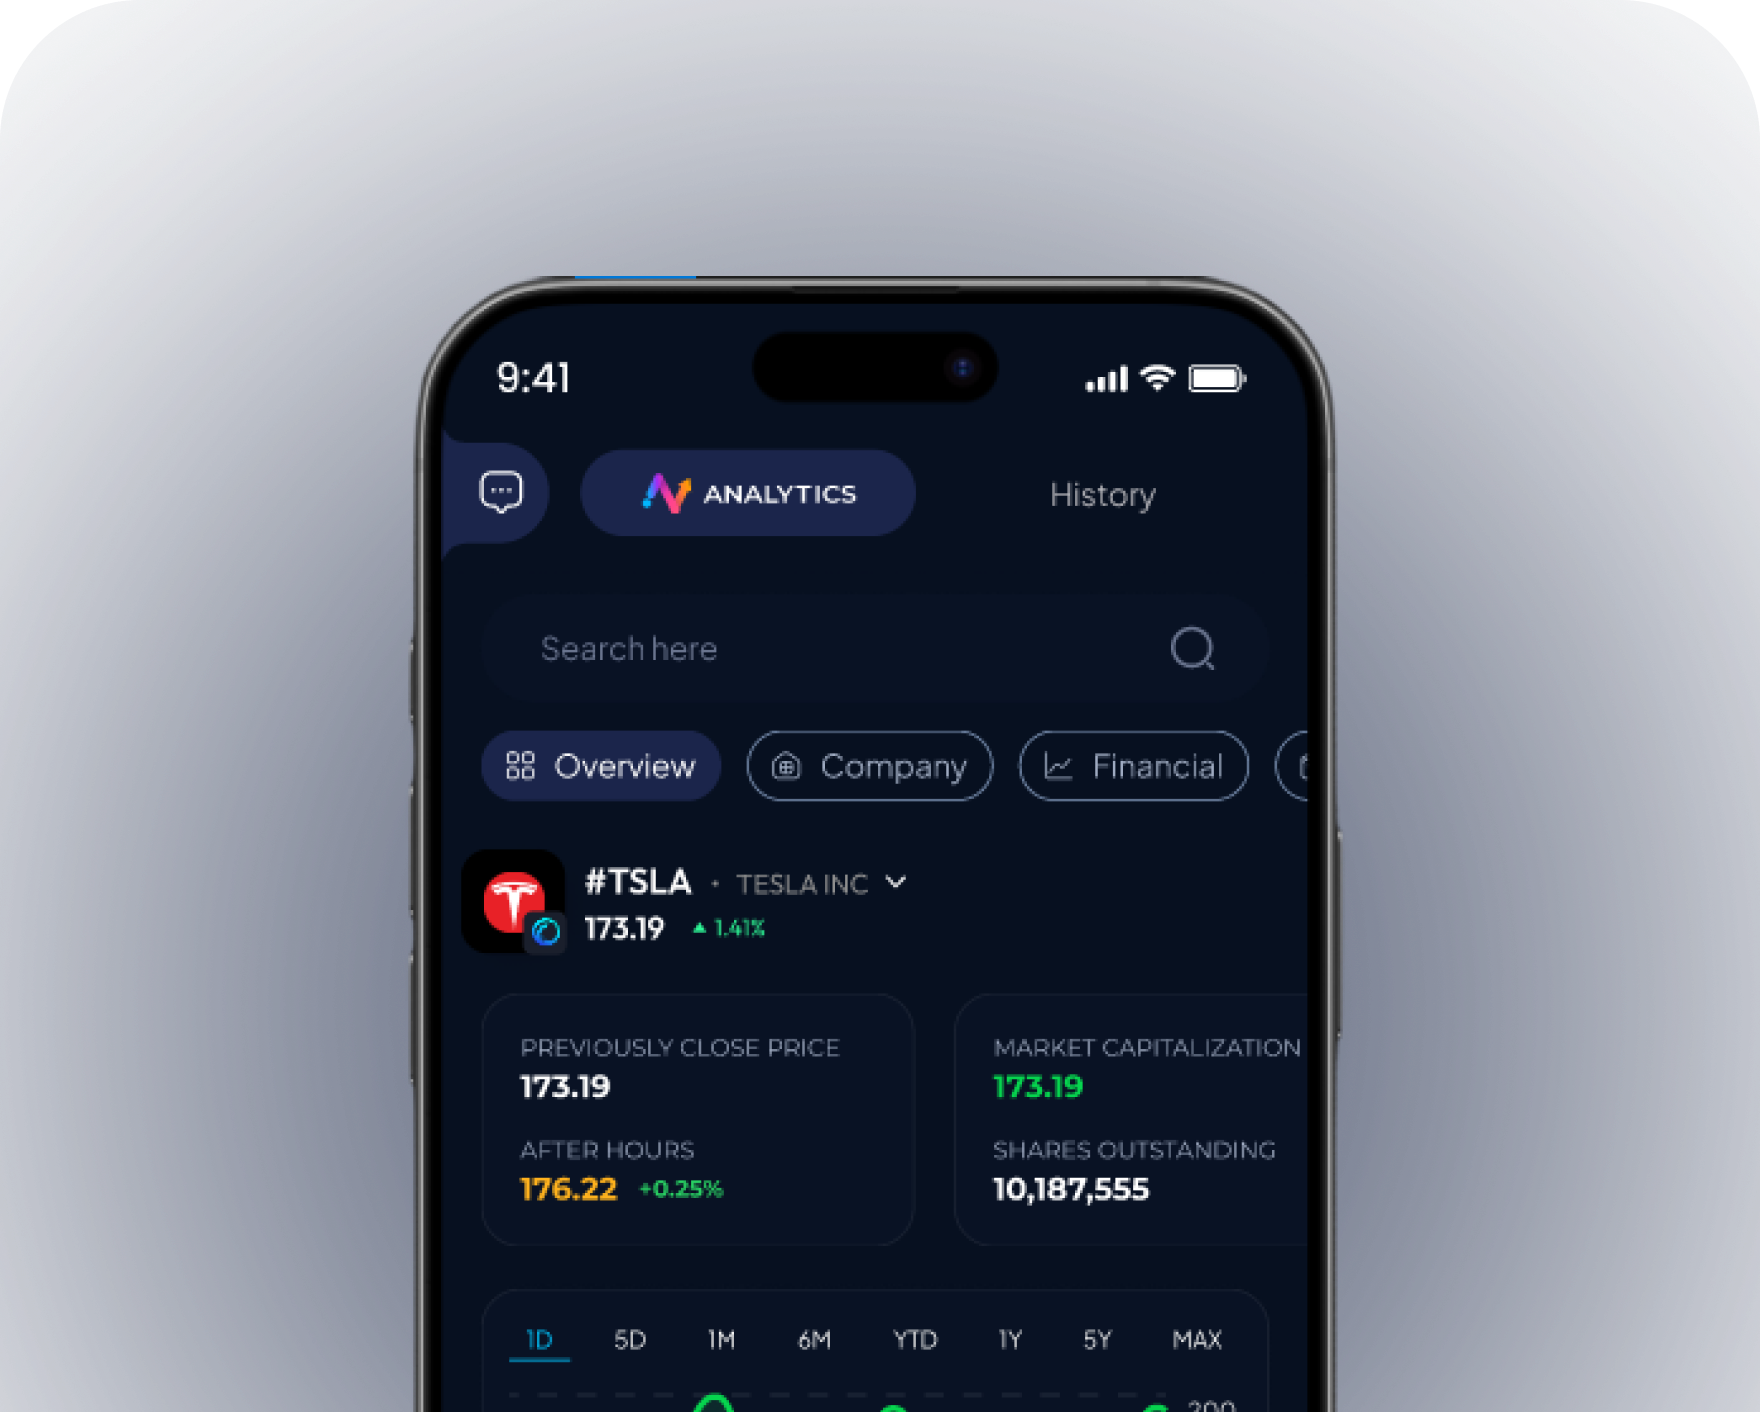 9:41
ANALYTICS
History
Search here
Overview
Company
Financial
#TSLA • TESLA INC
173.19 ▲ 1.41%
PREVIOUSLY CLOSE PRICE
173.19
AFTER HOURS
176.22 +0.25%
MARKET CAPITALIZATION
173.19
SHARES OUTSTANDING
10,187,555
1D 5D 1M 6M YTD 1Y 5Y MAX
200